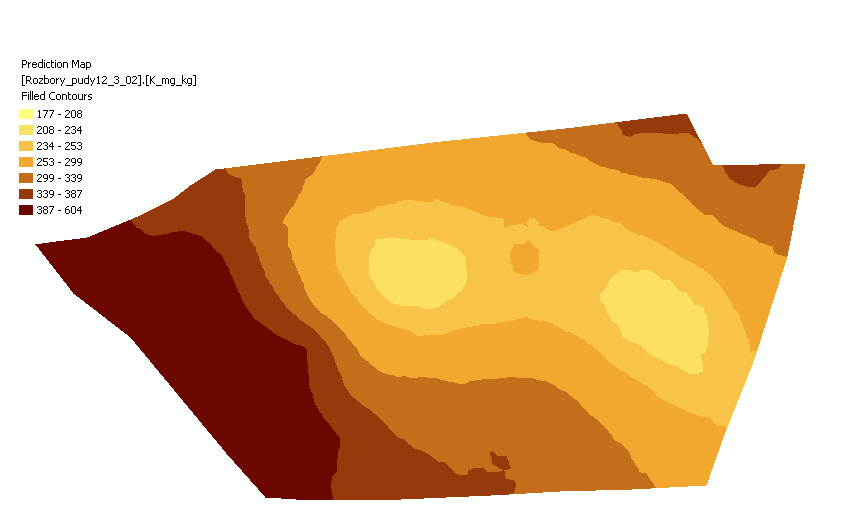 Prediction Map
[Rozbory_pudy12_3_02].[K_mg_kg]
Filled Contours
177 - 208
208 - 234
234 - 253
253 - 299
299 - 339
339 - 387
387 - 604